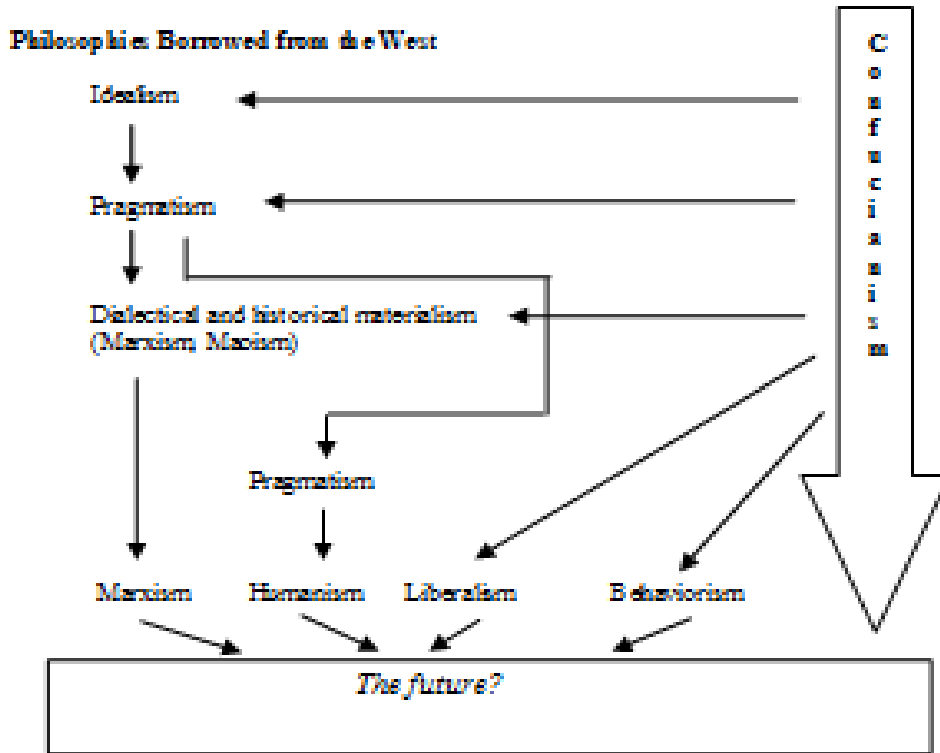 Philosophies Borrowed from the West
Idealism
Pragmatism
Dialectical and historical materialism
(Marxism, Maoism)
Pragmatism
Marxism Humanism Liberalism Behaviorism
The future?
Confucianism